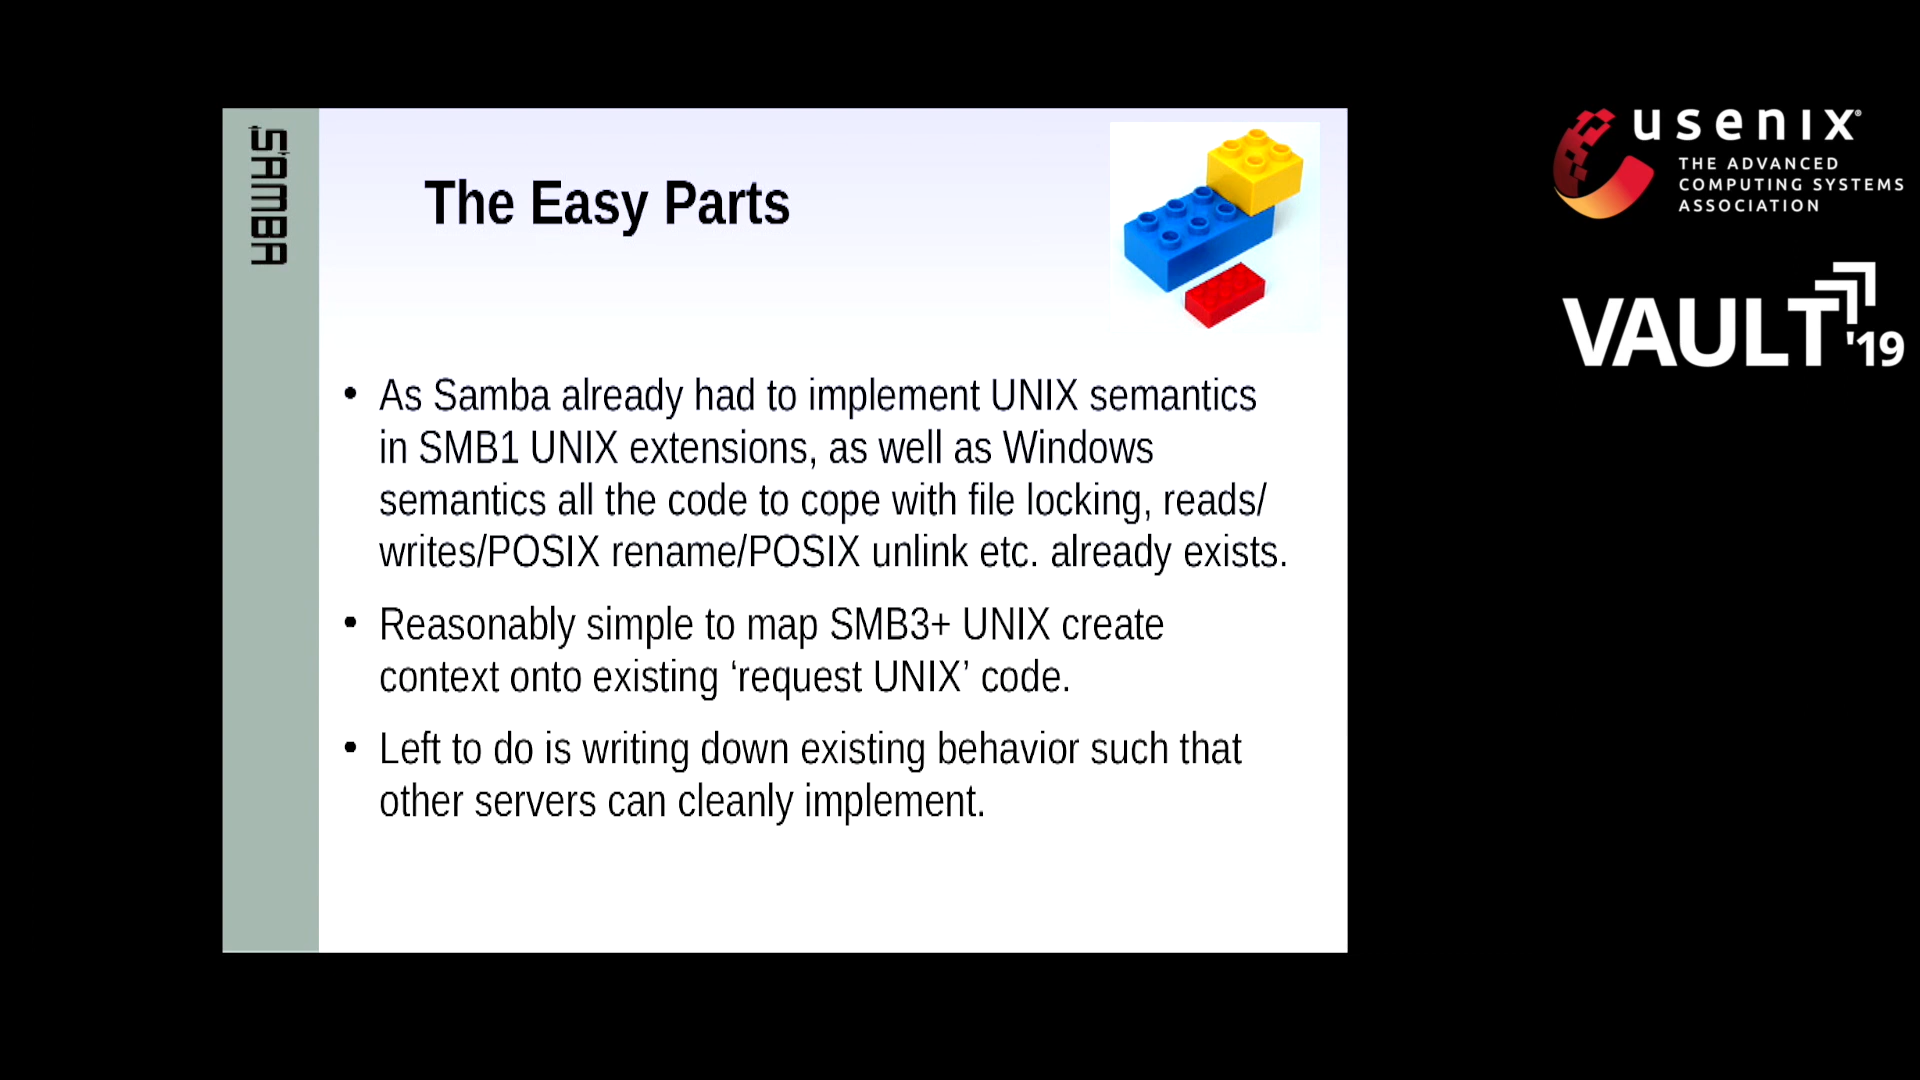 SAMBA
The Easy Parts
• As Samba already had to implement UNIX semantics
in SMB1 UNIX extensions, as well as Windows
semantics all the code to cope with file locking, reads/
writes/POSIX rename/POSIX unlink etc. already exists.
• Reasonably simple to map SMB3+ UNIX create
context onto existing ‘request UNIX’ code.
• Left to do is writing down existing behavior such that
other servers can cleanly implement.
usenix®
THE ADVANCED
COMPUTING SYSTEMS
ASSOCIATION
VAULT '19